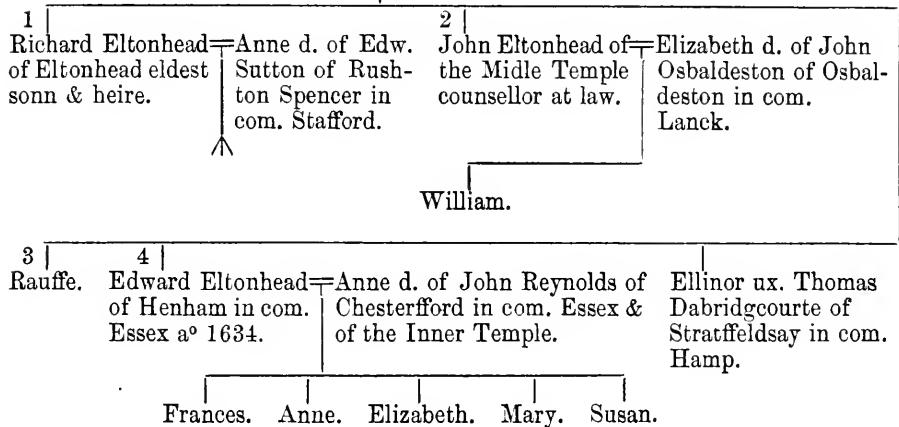 1
Richard Eltonhead
of Eltonhead eldest
sonn & heire.
Anne d. of Edw.
Sutton of Rush-
ton Spencer in
com. Stafford.
2
John Eltonhead of
the Midle Temple
counsellor at law.
Elizabeth d. of John
Osbaldeston of Osbal-
deston in com.
Lanck.
William.
3
Rauffe.
4
Edward Eltonhead
of Henham in com.
Essex aº 1634.
Anne d. of John Reynolds of
Chesterfford in com. Essex &
of the Inner Temple.
Ellinor ux. Thomas
Dabridgcourte of
Stratffeldsay in com.
Hamp.
Frances. Anne. Elizabeth. Mary. Susan.